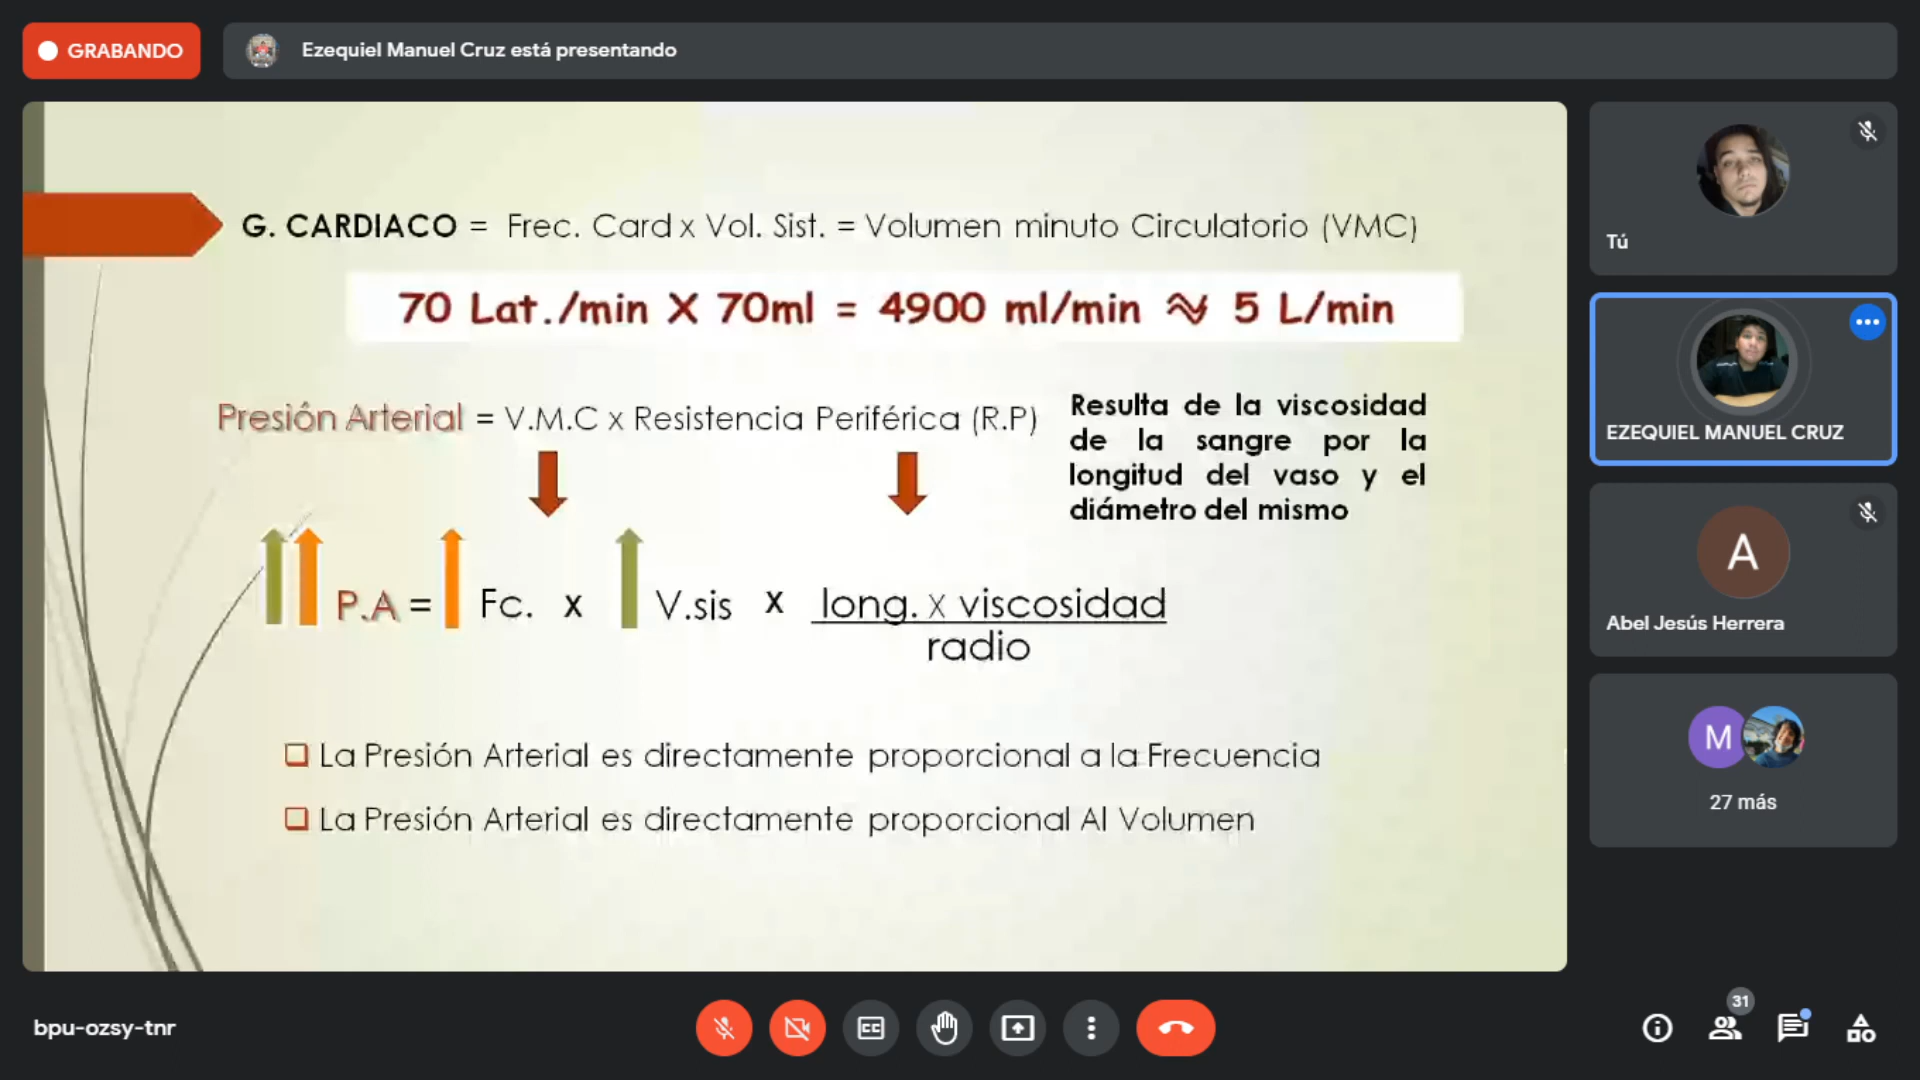 GRABANDO
Ezequiel Manuel Cruz está presentando
G. CARDIACO = Frec. Card x Vol. Sist. = Volumen minuto Circulatorio (VMC)
70 Lat./min X 70ml = 4900 ml/min ≈ 5 L/min
Presión Arterial = V.M.C x Resistencia Periférica (R.P)
Resulta de la viscosidad
de la sangre por la
longitud del vaso y el
diámetro del mismo
P.A = Fc. x V.sis x long. x viscosidad
radio
La Presión Arterial es directamente proporcional a la Frecuencia
La Presión Arterial es directamente proporcional Al Volumen
Tú
EZEQUIEL MANUEL CRUZ
A
Abel Jesús Herrera
M
27 más
bpu-ozsy-tnr
CC
31